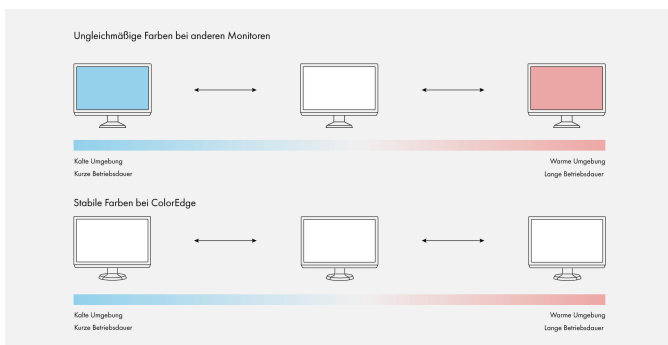 Ungleichmäßige Farben bei anderen Monitoren
Kalte Umgebung
Warme Umgebung
Kurze Betriebsdauer
Lange Betriebsdauer
Stabile Farben bei ColorEdge
Kalte Umgebung
Warme Umgebung
Kurze Betriebsdauer
Lange Betriebsdauer